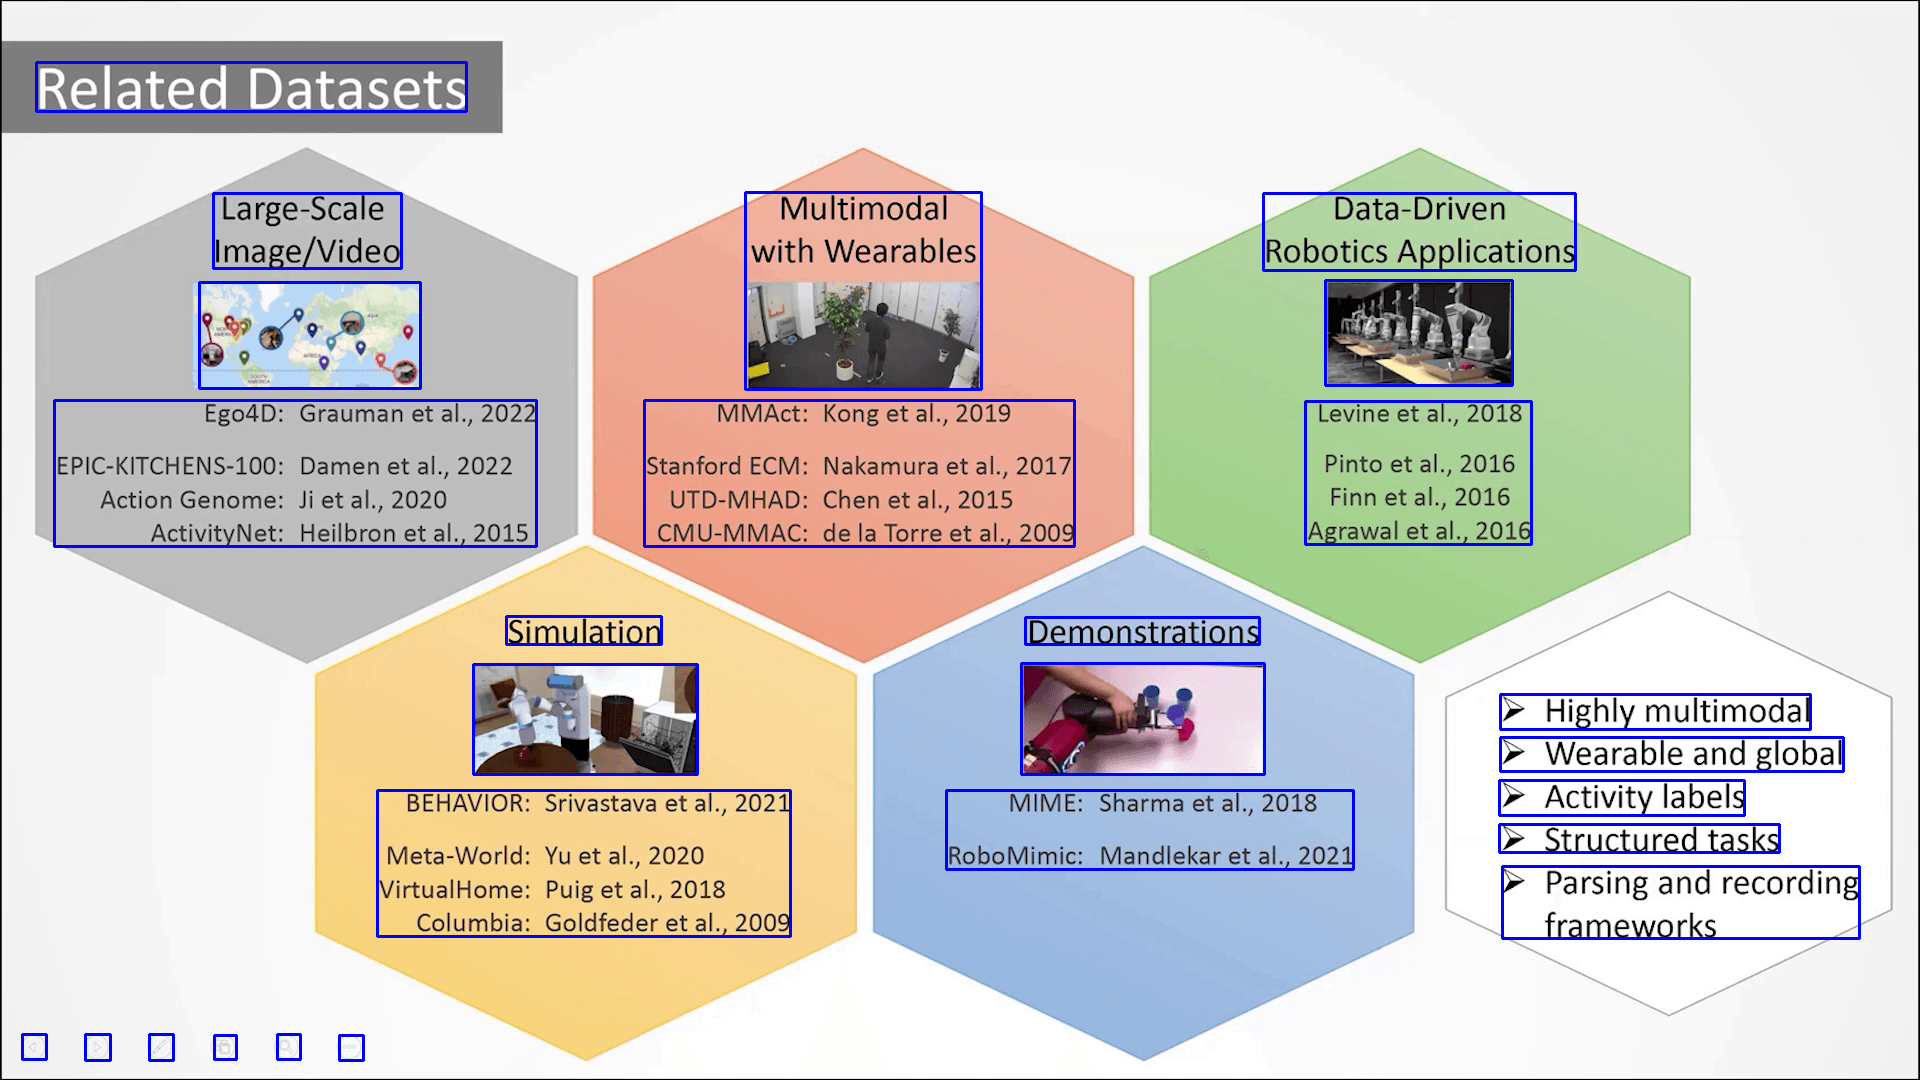 Related Datasets
Large-Scale
Image/Video
Ego4D: Grauman et al., 2022
EPIC-KITCHENS-100: Damen et al., 2022
Action Genome: Ji et al., 2020
ActivityNet: Heilbron et al., 2015
Multimodal
with Wearables
MMAct: Kong et al., 2019
Stanford ECM: Nakamura et al., 2017
UTD-MHAD: Chen et al., 2015
CMU-MMAC: de la Torre et al., 2009
Data-Driven
Robotics Applications
Levine et al., 2018
Pinto et al., 2016
Finn et al., 2016
Agrawal et al., 2016
Simulation
BEHAVIOR: Srivastava et al., 2021
Meta-World: Yu et al., 2020
VirtualHome: Puig et al., 2018
Columbia: Goldfeder et al., 2009
Demonstrations
MIME: Sharma et al., 2018
RoboMimic: Mandlekar et al., 2021
➢ Highly multimodal
➢ Wearable and global
➢ Activity labels
➢ Structured tasks
➢ Parsing and recording
frameworks